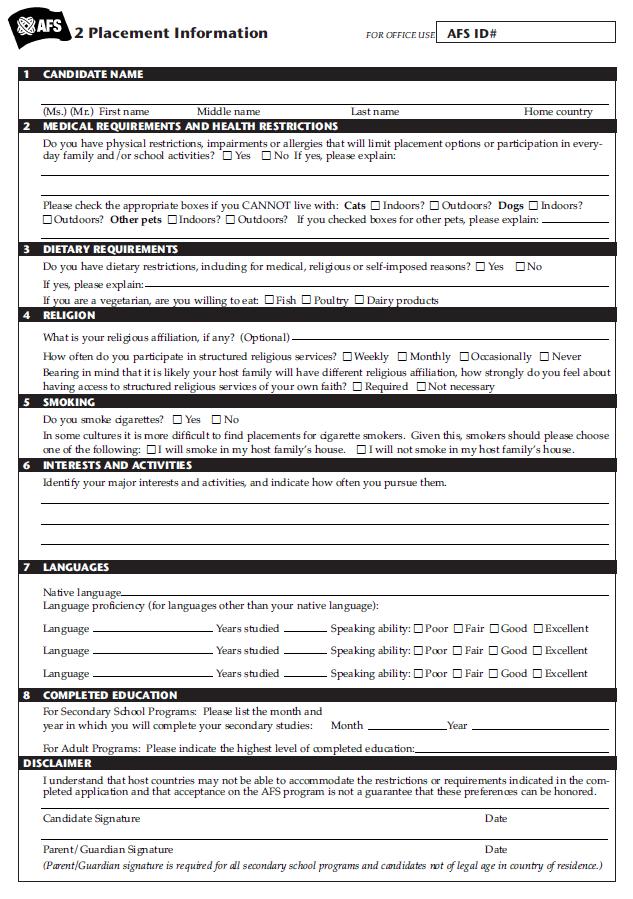 AFS 2 Placement Information FOR OFFICE USE AFS ID#
1 CANDIDATE NAME
(Ms.) (Mr.) First name Middle name Last name Home country
2 MEDICAL REQUIREMENTS AND HEALTH RESTRICTIONS
Do you have physical restrictions, impairments or allergies that will limit placement options or participation in every-
day family and/or school activities? ☐ Yes ☐ No If yes, please explain:
Please check the appropriate boxes if you CANNOT live with: Cats ☐ Indoors? ☐ Outdoors? Dogs ☐ Indoors?
☐ Outdoors? Other pets ☐ Indoors? ☐ Outdoors? If you checked boxes for other pets, please explain:
3 DIETARY REQUIREMENTS
Do you have dietary restrictions, including for medical, religious or self-imposed reasons? ☐ Yes ☐ No
If yes, please explain:
If you are a vegetarian, are you willing to eat: ☐ Fish ☐ Poultry ☐ Dairy products
4 RELIGION
What is your religious affiliation, if any? (Optional)
How often do you participate in structured religious services? ☐ Weekly ☐ Monthly ☐ Occasionally ☐ Never
Bearing in mind that it is likely your host family will have different religious affiliation, how strongly do you feel about
having access to structured religious services of your own faith? ☐ Required ☐ Not necessary
5 SMOKING
Do you smoke cigarettes? ☐ Yes ☐ No
In some cultures it is more difficult to find placements for cigarette smokers. Given this, smokers should please choose
one of the following: ☐ I will smoke in my host family's house. ☐ I will not smoke in my host family's house.
6 INTERESTS AND ACTIVITIES
Identify your major interests and activities, and indicate how often you pursue them.
7 LANGUAGES
Native language
Language proficiency (for languages other than your native language):
Language Years studied Speaking ability: ☐ Poor ☐ Fair ☐ Good ☐ Excellent
Language Years studied Speaking ability: ☐ Poor ☐ Fair ☐ Good ☐ Excellent
Language Years studied Speaking ability: ☐ Poor ☐ Fair ☐ Good ☐ Excellent
8 COMPLETED EDUCATION
For Secondary School Programs: Please list the month and
year in which you will complete your secondary studies: Month Year
For Adult Programs: Please indicate the highest level of completed education:
DISCLAIMER
I understand that host countries may not be able to accommodate the restrictions or requirements indicated in the com-
pleted application and that acceptance on the AFS program is not a guarantee that these preferences can be honored.
Candidate Signature Date
Parent/Guardian Signature Date
(Parent/Guardian signature is required for all secondary school programs and candidates not of legal age in country of residence.)